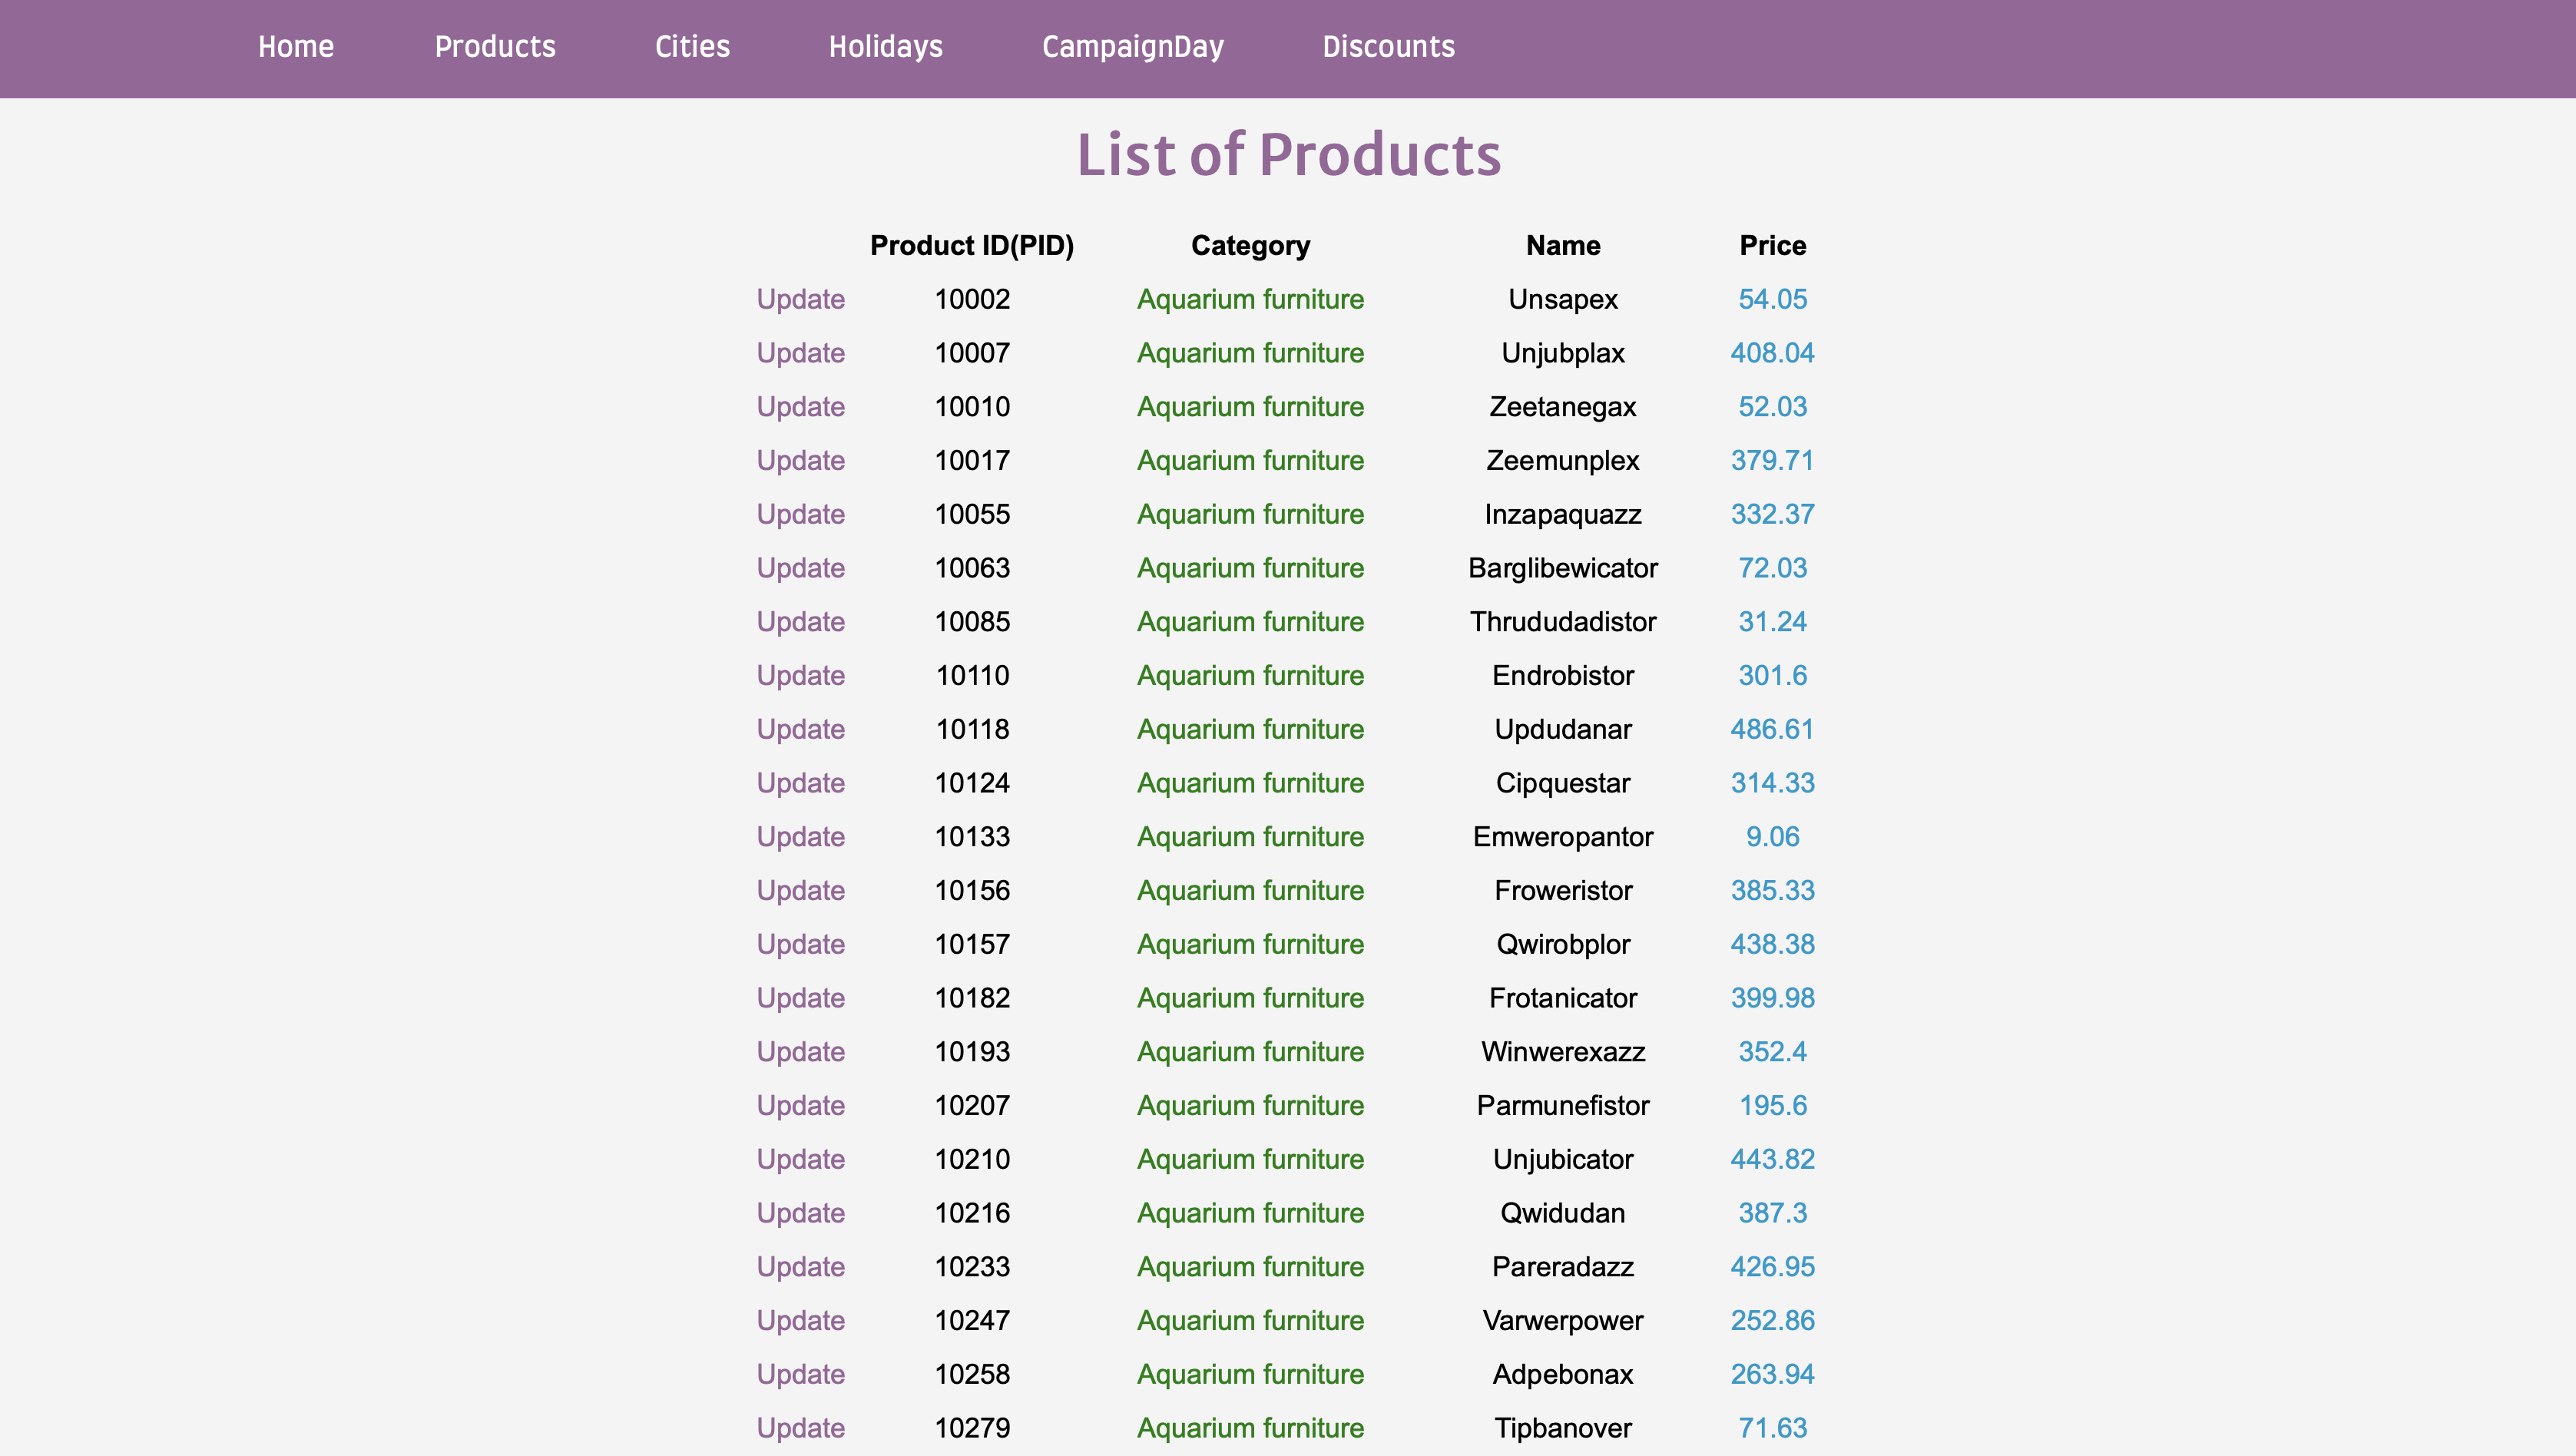 Home Products Cities Holidays CampaignDay Discounts
List of Products
Product ID(PID) Category Name Price
Update 10002 Aquarium furniture Unsapex 54.05
Update 10007 Aquarium furniture Unjubplax 408.04
Update 10010 Aquarium furniture Zeetanegax 52.03
Update 10017 Aquarium furniture Zeemunplex 379.71
Update 10055 Aquarium furniture Inzapaquazz 332.37
Update 10063 Aquarium furniture Barglibewicator 72.03
Update 10085 Aquarium furniture Thrududadistor 31.24
Update 10110 Aquarium furniture Endrobistor 301.6
Update 10118 Aquarium furniture Updudanar 486.61
Update 10124 Aquarium furniture Cipquestar 314.33
Update 10133 Aquarium furniture Emweropantor 9.06
Update 10156 Aquarium furniture Froweristor 385.33
Update 10157 Aquarium furniture Qwirobplor 438.38
Update 10182 Aquarium furniture Frotanicator 399.98
Update 10193 Aquarium furniture Winwerexazz 352.4
Update 10207 Aquarium furniture Parmunefistor 195.6
Update 10210 Aquarium furniture Unjubicator 443.82
Update 10216 Aquarium furniture Qwidudan 387.3
Update 10233 Aquarium furniture Pareradazz 426.95
Update 10247 Aquarium furniture Varwerpower 252.86
Update 10258 Aquarium furniture Adpebonax 263.94
Update 10279 Aquarium furniture Tipbanover 71.63